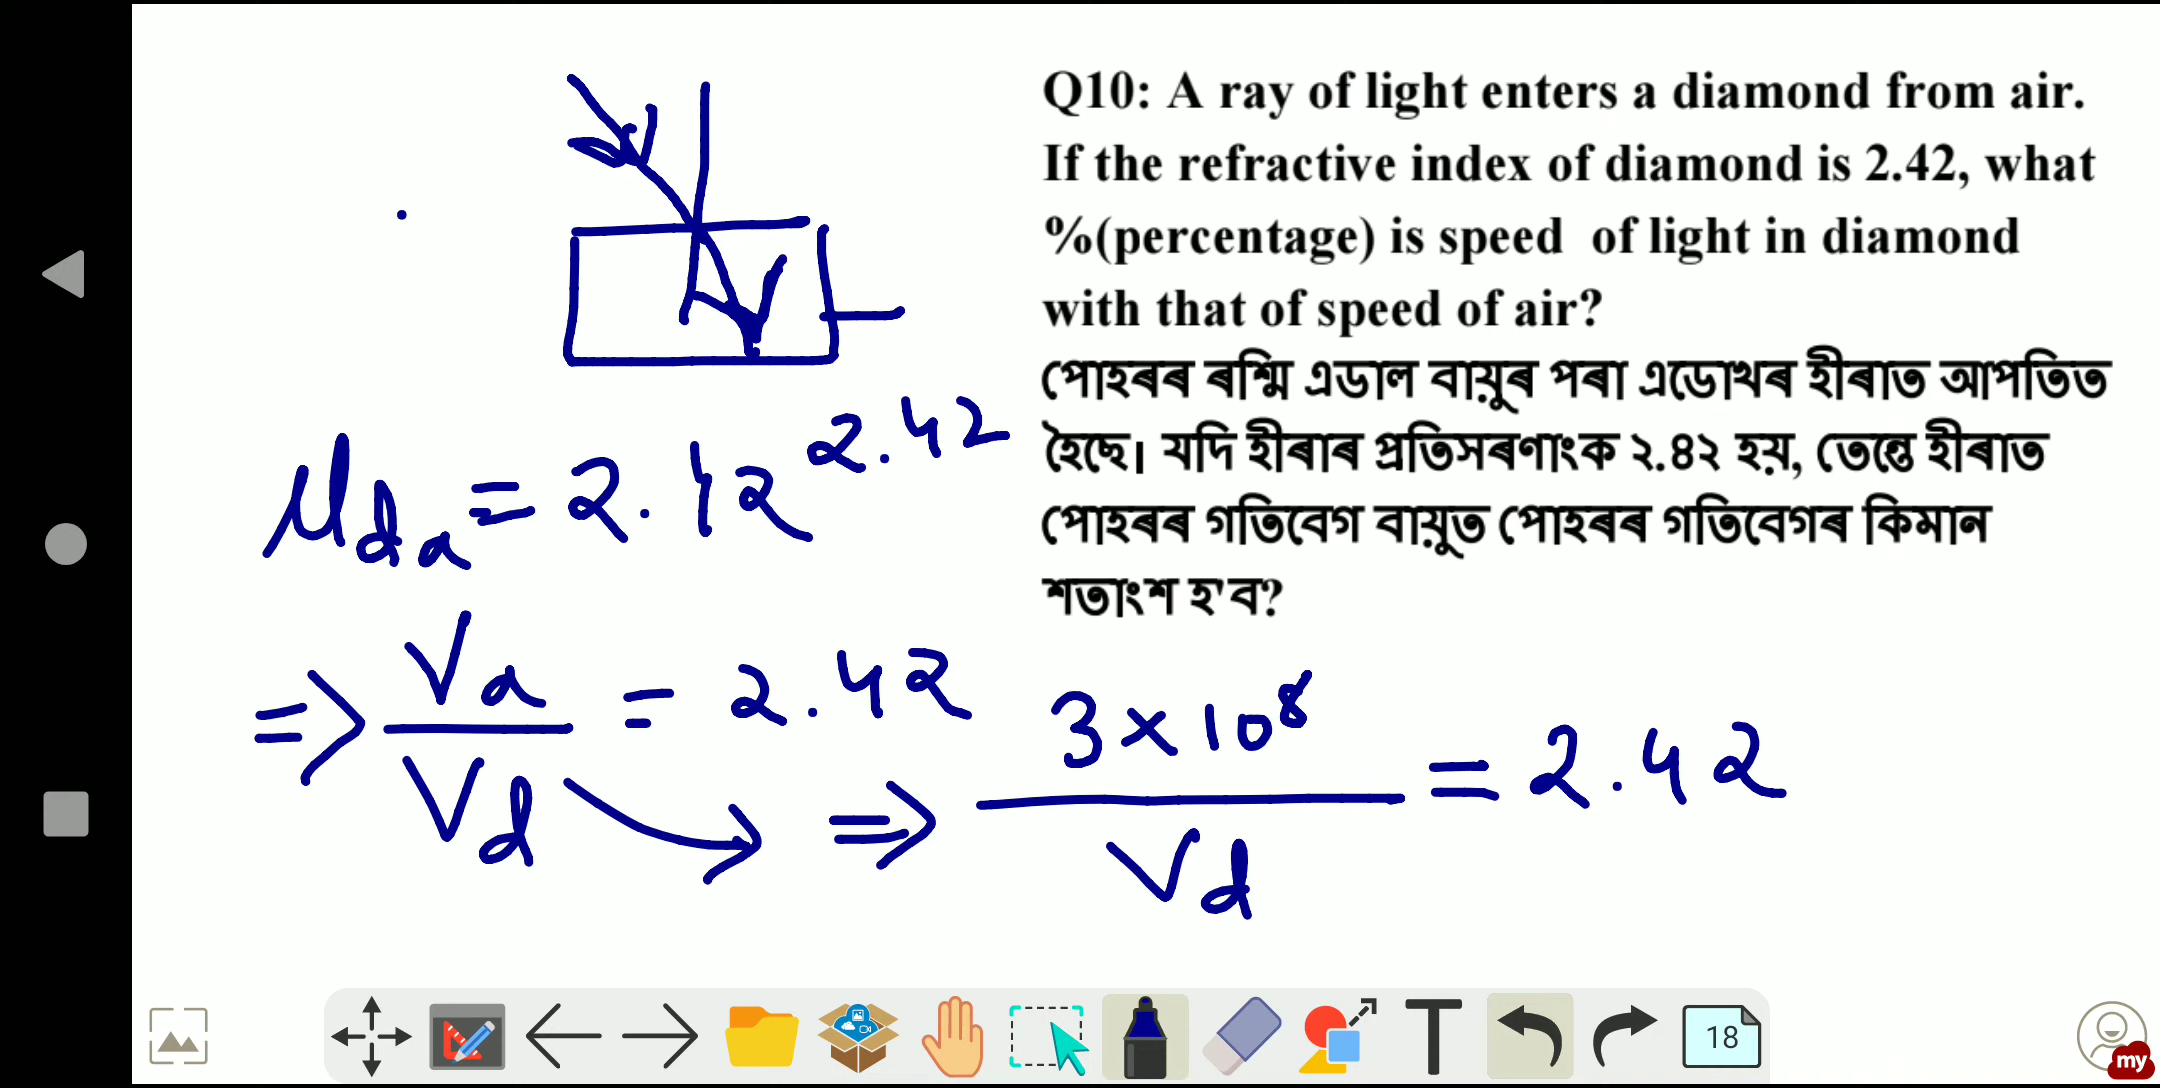 Q10: A ray of light enters a diamond from air.
If the refractive index of diamond is 2.42, what
%(percentage) is speed of light in diamond
with that of speed of air?
পোহৰৰ ৰশ্মি এডাল বায়ুৰ পৰা এডোখৰ হীৰাত আপতিত
হৈছে। যদি হীৰাৰ প্ৰতিসৰণাংক ২.৪২ হয়, তেন্তে হীৰাত
পোহৰৰ গতিবেগ বায়ুত পোহৰৰ গতিবেগৰ কিমান
শতাংশ হ'ব?
2.42
μda = 2.42
=> Va/Vd = 2.42
=> 3×10⁸/Vd = 2.42
T
18
my